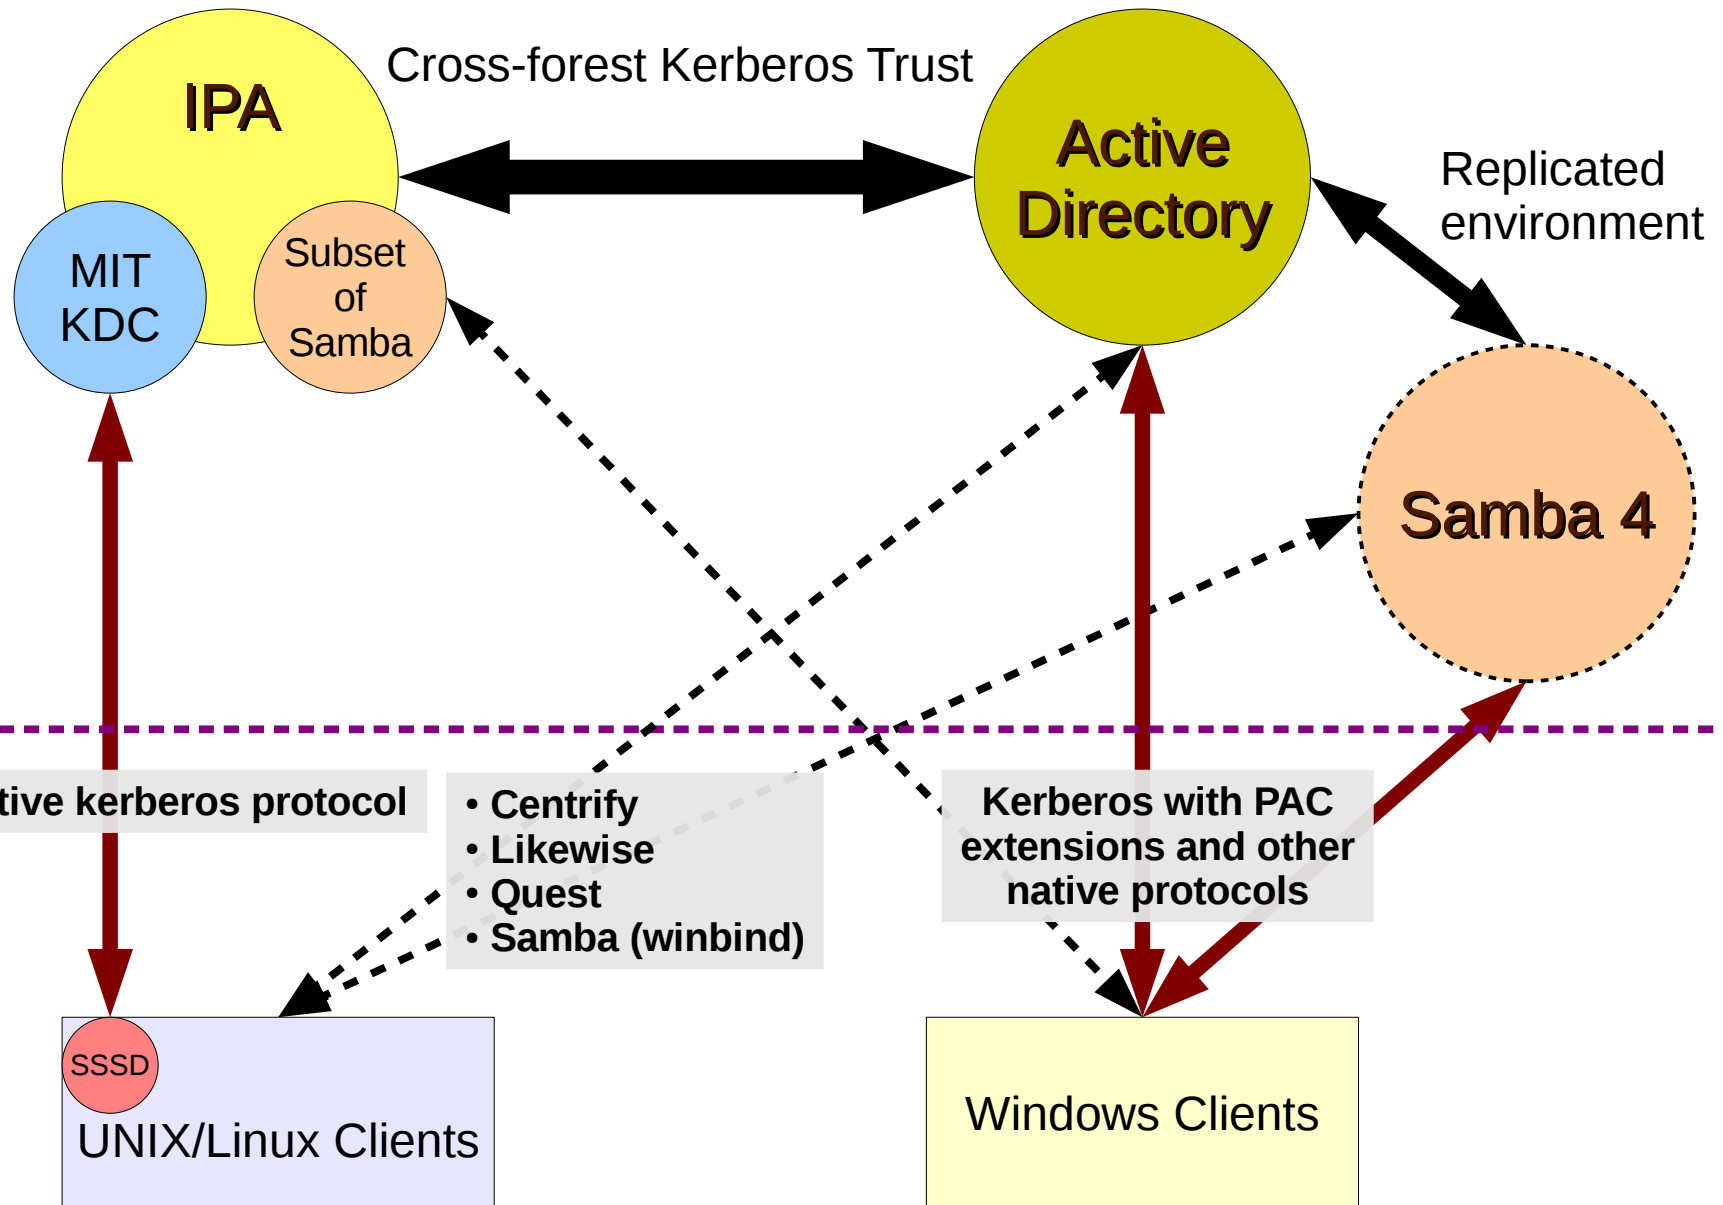 Cross-forest Kerberos Trust
IPA
Active
Directory
Replicated
environment
MIT
KDC
Subset
of
Samba
Samba 4
kerberos protocol
• Centrify
• Likewise
• Quest
• Samba (winbind)
Kerberos with PAC
extensions and other
native protocols
SSSD
UNIX/Linux Clients
Windows Clients